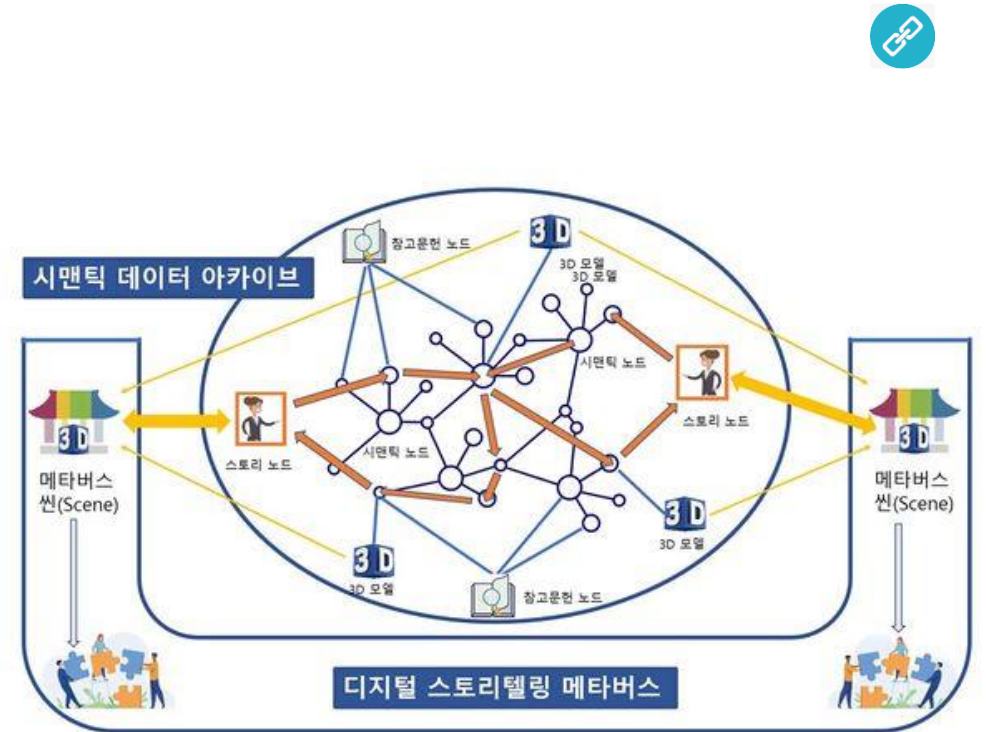 참고문헌 노드
3D
3D 모델
3D 모델
시맨틱 데이터 아카이브
시맨틱 노드
3D
메타버스
씬(Scene)
스토리 노드
시맨틱 노드
스토리 노드
3D
메타버스
씬(Scene)
3D
3D 모델
3D
3D 모델
참고문헌 노드
디지털 스토리텔링 메타버스